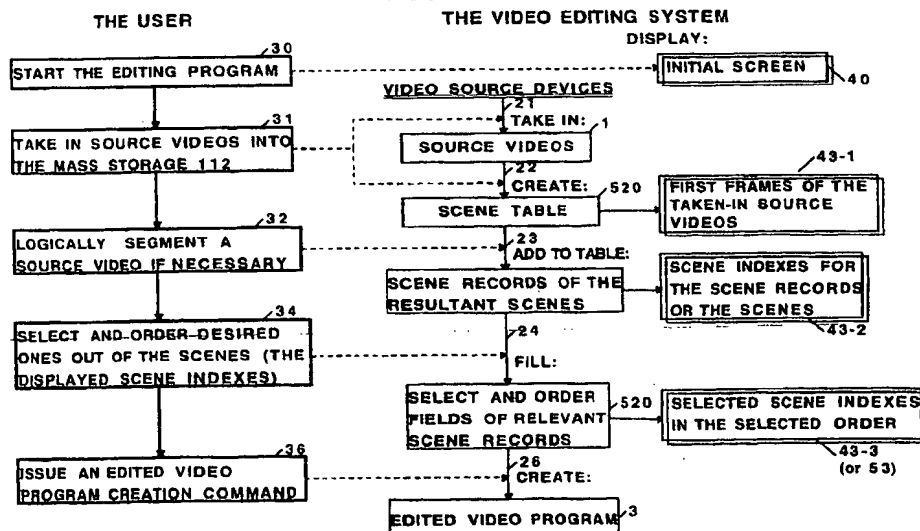 THE USER
THE VIDEO EDITING SYSTEM
DISPLAY:
30
START THE EDITING PROGRAM
INITIAL SCREEN
40
VIDEO SOURCE DEVICES
21
TAKE IN:
1
31
TAKE IN SOURCE VIDEOS INTO
THE MASS STORAGE 112
SOURCE VIDEOS
22
CREATE:
520
SCENE TABLE
43-1
FIRST FRAMES OF THE
TAKEN-IN SOURCE
VIDEOS
32
LOGICALLY SEGMENT A
SOURCE VIDEO IF NECESSARY
23
ADD TO TABLE:
SCENE RECORDS OF THE
RESULTANT SCENES
SCENE INDEXES FOR
THE SCENE RECORDS
OR THE SCENES
43-2
34
SELECT AND ORDER DESIRED
ONES OUT OF THE SCENES (THE
DISPLAYED SCENE INDEXES)
24
FILL:
520
SELECT AND ORDER
FIELDS OF RELEVANT
SCENE RECORDS
SELECTED SCENE INDEXES
IN THE SELECTED ORDER
43-3
(or 53)
36
ISSUE AN EDITED VIDEO
PROGRAM CREATION COMMAND
26
CREATE:
EDITED VIDEO PROGRAM
3